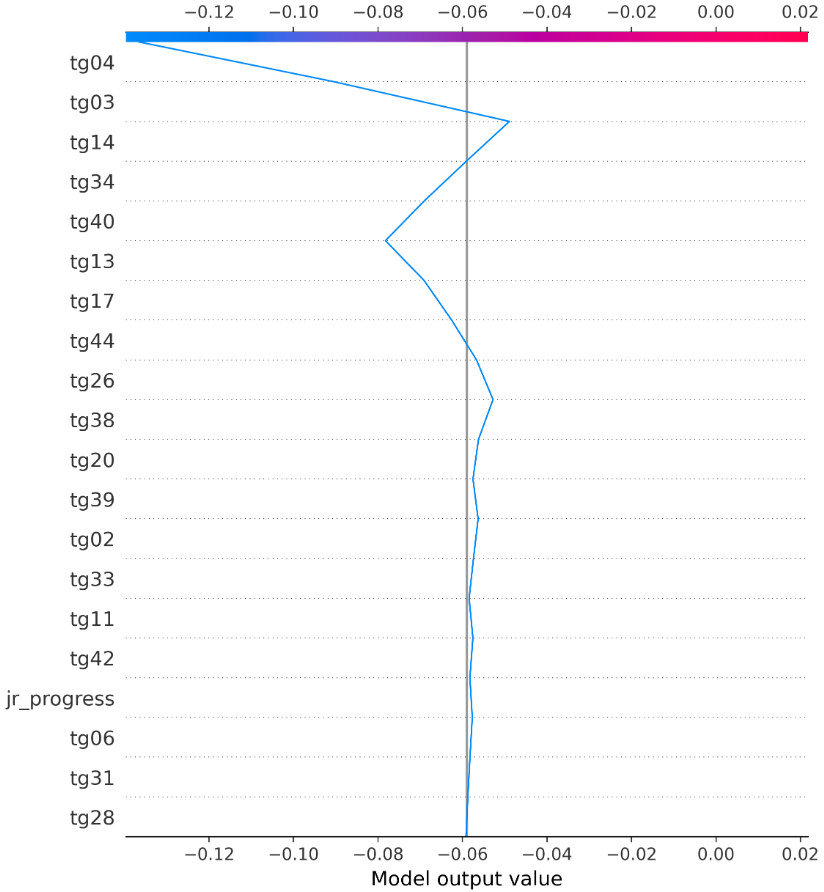 −0.12 −0.10 −0.08 −0.06 −0.04 −0.02 0.00 0.02
tg04
tg03
tg14
tg34
tg40
tg13
tg17
tg44
tg26
tg38
tg20
tg39
tg02
tg33
tg11
tg42
jr_progress
tg06
tg31
tg28
−0.12 −0.10 −0.08 −0.06 −0.04 −0.02 0.00 0.02
Model output value